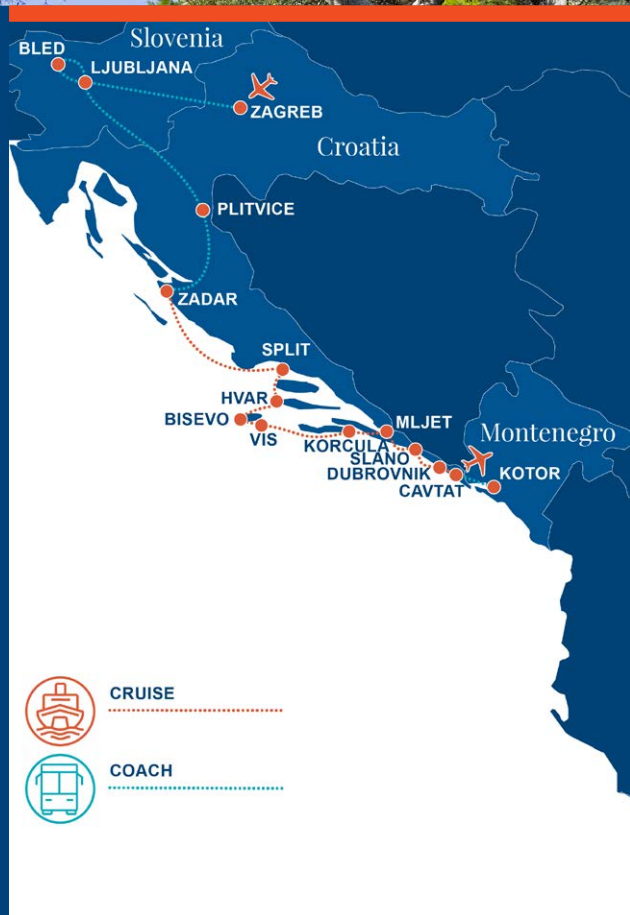 Slovenia
BLED
LJUBLJANA
ZAGREB
Croatia
PLITVICE
ZADAR
SPLIT
HVAR
BISEVO
VIS
MLJET
KORCULA
SLANO
DUBROVNIK
CAVTAT
Montenegro
KOTOR
CRUISE
COACH